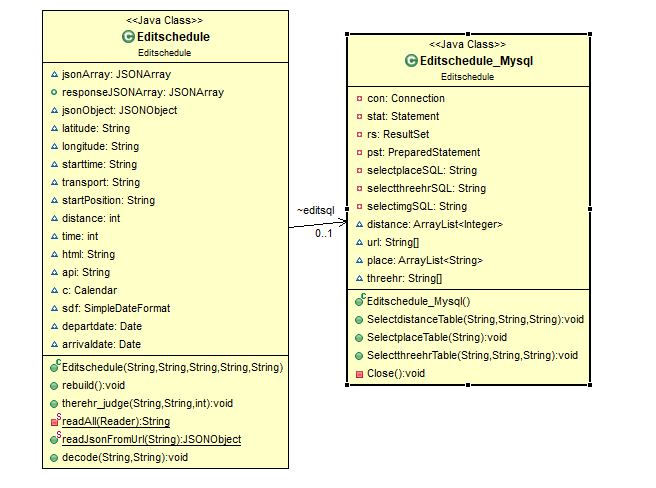 <<Java Class>>
Editschedule
Editschedule
jsonArray: JSONArray
responseJSONArray: JSONArray
jsonObject: JSONObject
latitude: String
longitude: String
starttime: String
transport: String
startPosition: String
distance: int
time: int
html: String
api: String
c: Calendar
sdf: SimpleDateFormat
departdate: Date
arrivaldate: Date
Editschedule(String,String,String,String,String)
rebuild():void
therehr_judge(String,String,int):void
readAll(Reader):String
readJsonFromUrl(String):JSONObject
decode(String,String):void
~editsql
0..1
<<Java Class>>
Editschedule_Mysql
Editschedule
con: Connection
stat: Statement
rs: ResultSet
pst: PreparedStatement
selectplaceSQL: String
selectthreehrSQL: String
selectimgSQL: String
distance: ArrayList<Integer>
url: String[]
place: ArrayList<String>
threehr: String[]
Editschedule_Mysql()
SelectdistanceTable(String,String,String):void
SelectplaceTable(String):void
SelectthreehrTable(String,String,String):void
Close():void